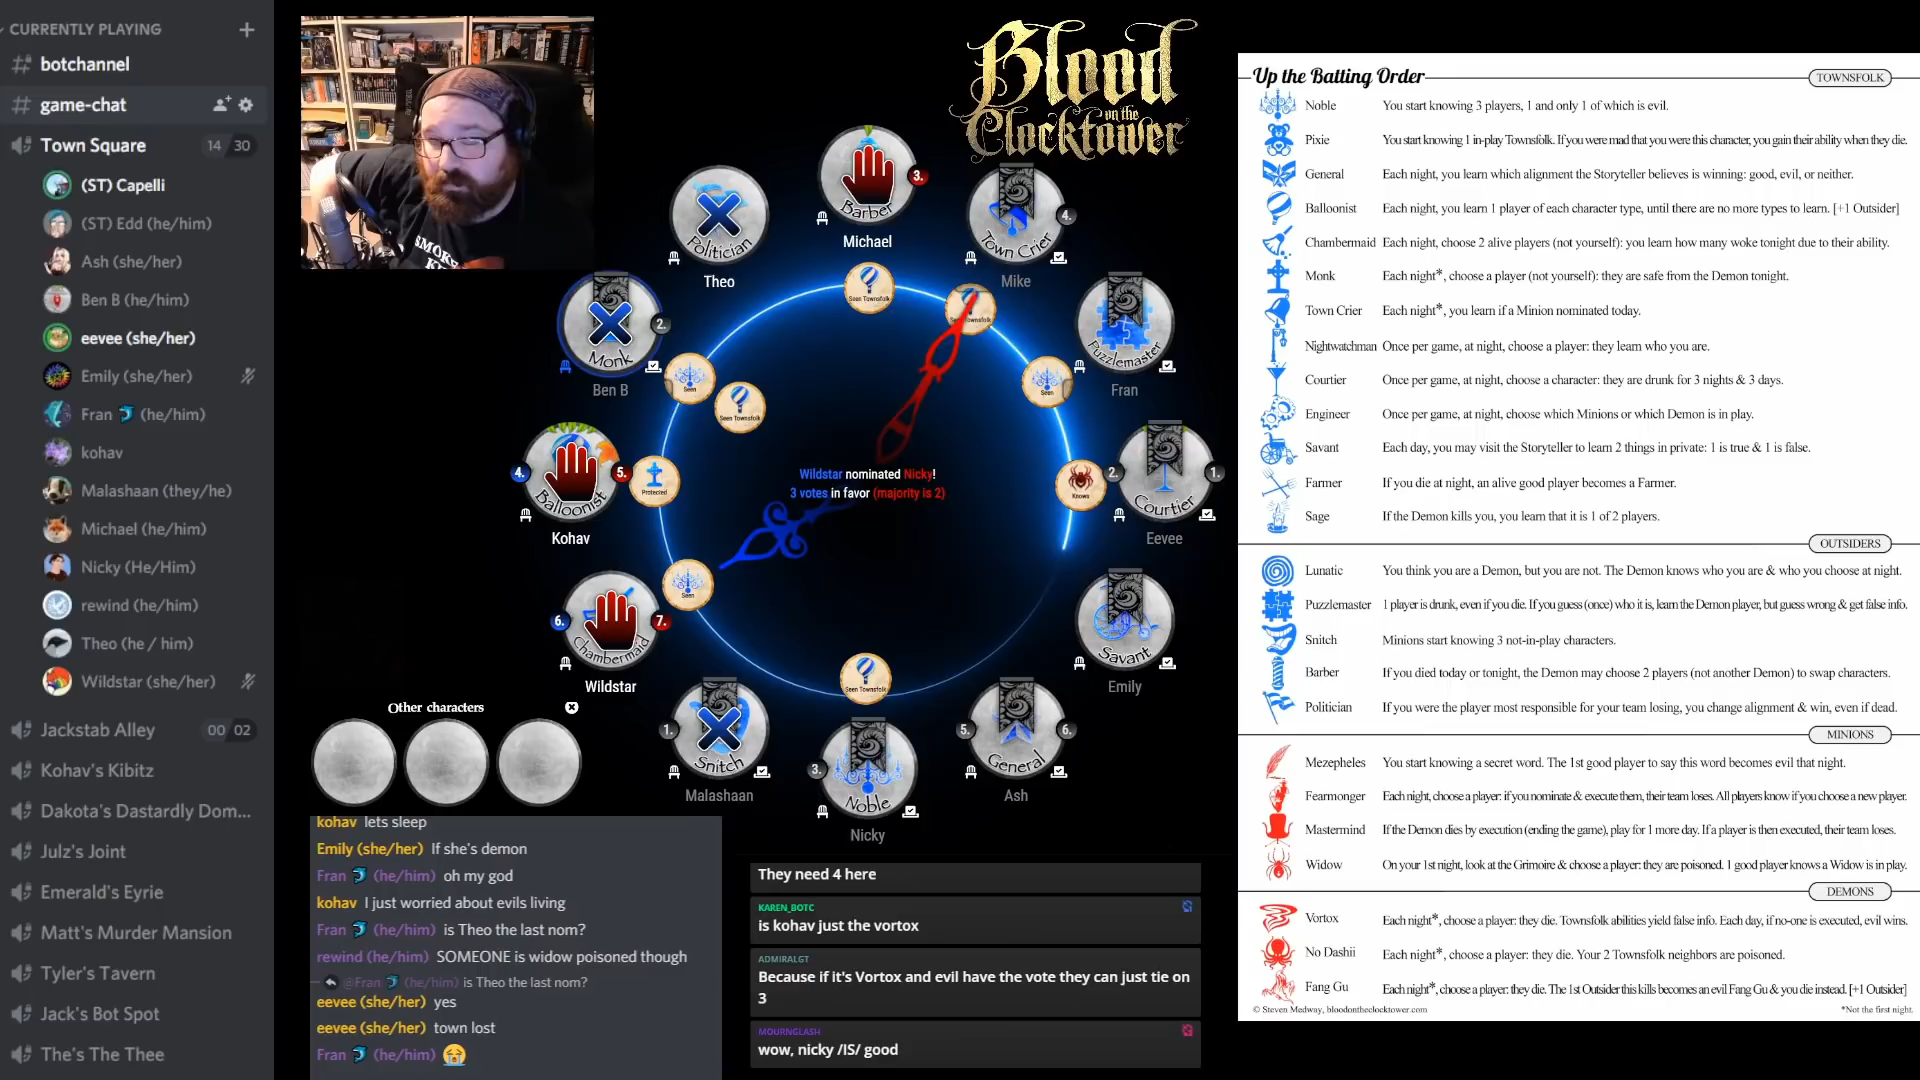 CURRENTLY PLAYING
botchannel
game-chat
Town Square 14 30
(ST) Capelli
(ST) Edd (he/him)
Ash (she/her)
Ben B (he/him)
eevee (she/her)
Emily (she/her)
Fran (he/him)
kohav
Malashaan (they/he)
Michael (he/him)
Nicky (He/Him)
rewind (he/him)
Theo (he / him)
Wildstar (she/her)
Jackstab Alley 00 02
Kohav's Kibitz
Dakota's Dastardly Dom...
Julz's Joint
Emerald's Eyrie
Matt's Murder Mansion
Tyler's Tavern
Jack's Bot Spot
The's The Thee
Blood
on the
Clocktower
Barber
3.
Michael
Politician
Theo
Town Crier
4.
Mike
Monk
2.
Ben B
Puzzlemaster
Fran
Balloonist
4.
5.
Kohav
Courtier
2.
1.
Eevee
Chambermaid
6.
7.
Wildstar
Savant
Emily
Snitch
1.
Malashaan
Noble
3.
Nicky
General
5.
6.
Ash
Seen Townsfolk
Seen Townsfolk
Seen
Seen
Seen Townsfolk
Protected
Knows
Seen
Seen Townsfolk
Wildstar nominated Nicky!
3 votes in favor (majority is 2)
Other characters
kohav lets sleep
Emily (she/her) If she's demon
Fran (he/him) oh my god
kohav I just worried about evils living
Fran (he/him) is Theo the last nom?
rewind (he/him) SOMEONE is widow poisoned though
@Fran (he/him) is Theo the last nom?
eevee (she/her) yes
eevee (she/her) town lost
Fran (he/him)
They need 4 here
KAREN_BOTC
is kohav just the vortox
ADMIRALGT
Because if it's Vortox and evil have the vote they can just tie on
3
MOURNGLASH
wow, nicky /IS/ good
Up the Batting Order
TOWNSFOLK
Noble You start knowing 3 players, 1 and only 1 of which is evil.
Pixie You start knowing 1 in-play Townsfolk. If you were mad that you were this character, you gain their ability when they die.
General Each night, you learn which alignment the Storyteller believes is winning: good, evil, or neither.
Balloonist Each night, you learn 1 player of each character type, until there are no more types to learn. [+1 Outsider]
Chambermaid Each night, choose 2 alive players (not yourself): you learn how many woke tonight due to their ability.
Monk Each night*, choose a player (not yourself): they are safe from the Demon tonight.
Town Crier Each night*, you learn if a Minion nominated today.
Nightwatchman Once per game, at night, choose a player: they learn who you are.
Courtier Once per game, at night, choose a character: they are drunk for 3 nights & 3 days.
Engineer Once per game, at night, choose which Minions or which Demon is in play.
Savant Each day, you may visit the Storyteller to learn 2 things in private: 1 is true & 1 is false.
Farmer If you die at night, an alive good player becomes a Farmer.
Sage If the Demon kills you, you learn that it is 1 of 2 players.
OUTSIDERS
Lunatic You think you are a Demon, but you are not. The Demon knows who you are & who you choose at night.
Puzzlemaster 1 player is drunk, even if you die. If you guess (once) who it is, learn the Demon player, but guess wrong & get false info.
Snitch Minions start knowing 3 not-in-play characters.
Barber If you died today or tonight, the Demon may choose 2 players (not another Demon) to swap characters.
Politician If you were the player most responsible for your team losing, you change alignment & win, even if dead.
MINIONS
Mezepheles You start knowing a secret word. The 1st good player to say this word becomes evil that night.
Fearmonger Each night, choose a player: if you nominate & execute them, their team loses. All players know if you choose a new player.
Mastermind If the Demon dies by execution (ending the game), play for 1 more day. If a player is then executed, their team loses.
Widow On your 1st night, look at the Grimoire & choose a player: they are poisoned. 1 good player knows a Widow is in play.
DEMONS
Vortox Each night*, choose a player: they die. Townsfolk abilities yield false info. Each day, if no-one is executed, evil wins.
No Dashii Each night*, choose a player: they die. Your 2 Townsfolk neighbors are poisoned.
Fang Gu Each night*, choose a player: they die. The 1st Outsider this kills becomes an evil Fang Gu & you die instead. [+1 Outsider]
© Steven Medway, bloodontheclocktower.com *Not the first night.